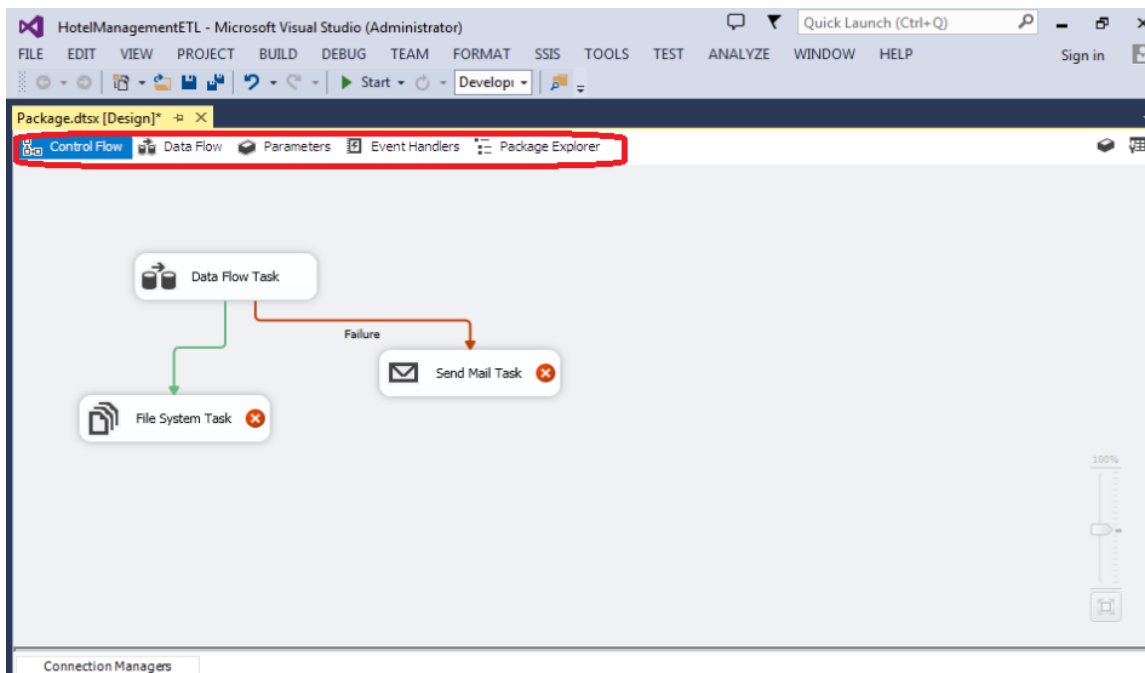 HotelManagementETL - Microsoft Visual Studio (Administrator) Quick Launch (Ctrl+Q)
FILE EDIT VIEW PROJECT BUILD DEBUG TEAM FORMAT SSIS TOOLS TEST ANALYZE WINDOW HELP Sign in
Start Developi
Package.dtsx [Design]*
Control Flow Data Flow Parameters Event Handlers Package Explorer
Data Flow Task
Failure
Send Mail Task
File System Task
100%
Connection Managers